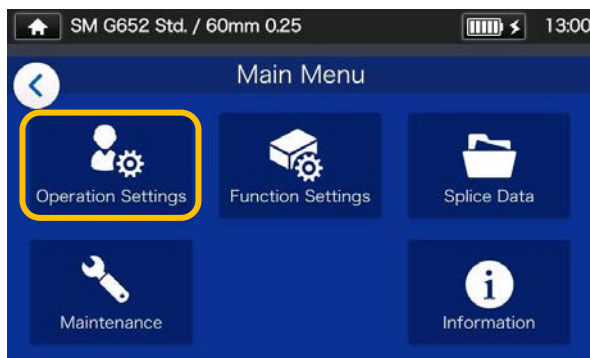 SM G652 Std. / 60mm 0.25
13:00
Main Menu
Operation Settings
Function Settings
Splice Data
Maintenance
Information